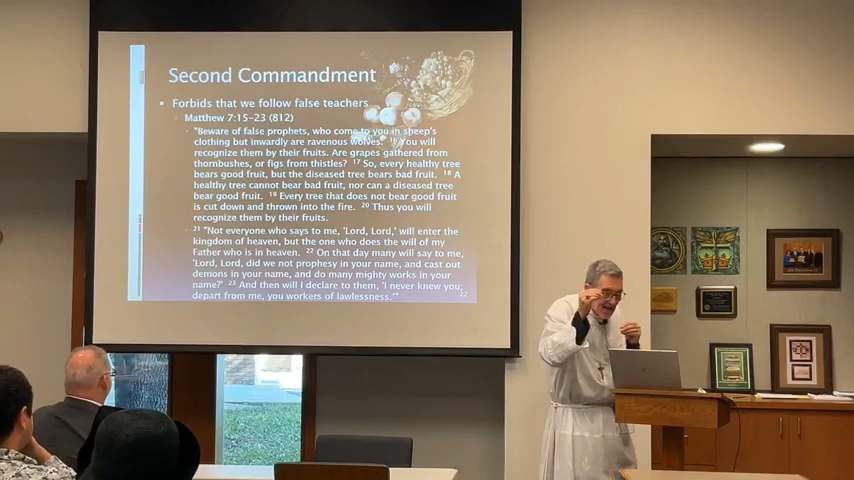 Second Commandment
Forbids that we follow false teachers
Matthew 7:15-23 (812)
"Beware of false prophets, who come to you in sheep's
clothing but inwardly are ravenous wolves. 16 You will
recognize them by their fruits. Are grapes gathered from
thornbushes, or figs from thistles? 17 So, every healthy tree
bears good fruit, but the diseased tree bears bad fruit. 18 A
healthy tree cannot bear bad fruit, nor can a diseased tree
bear good fruit. 19 Every tree that does not bear good fruit
is cut down and thrown into the fire. 20 Thus you will
recognize them by their fruits.
21 "Not everyone who says to me, 'Lord, Lord,' will enter the
kingdom of heaven, but the one who does the will of my
Father who is in heaven. 22 On that day many will say to me,
'Lord, Lord, did we not prophesy in your name, and cast out
demons in your name, and do many mighty works in your
name?' 23 And then will I declare to them, 'I never knew you;
depart from me, you workers of lawlessness.'"
22